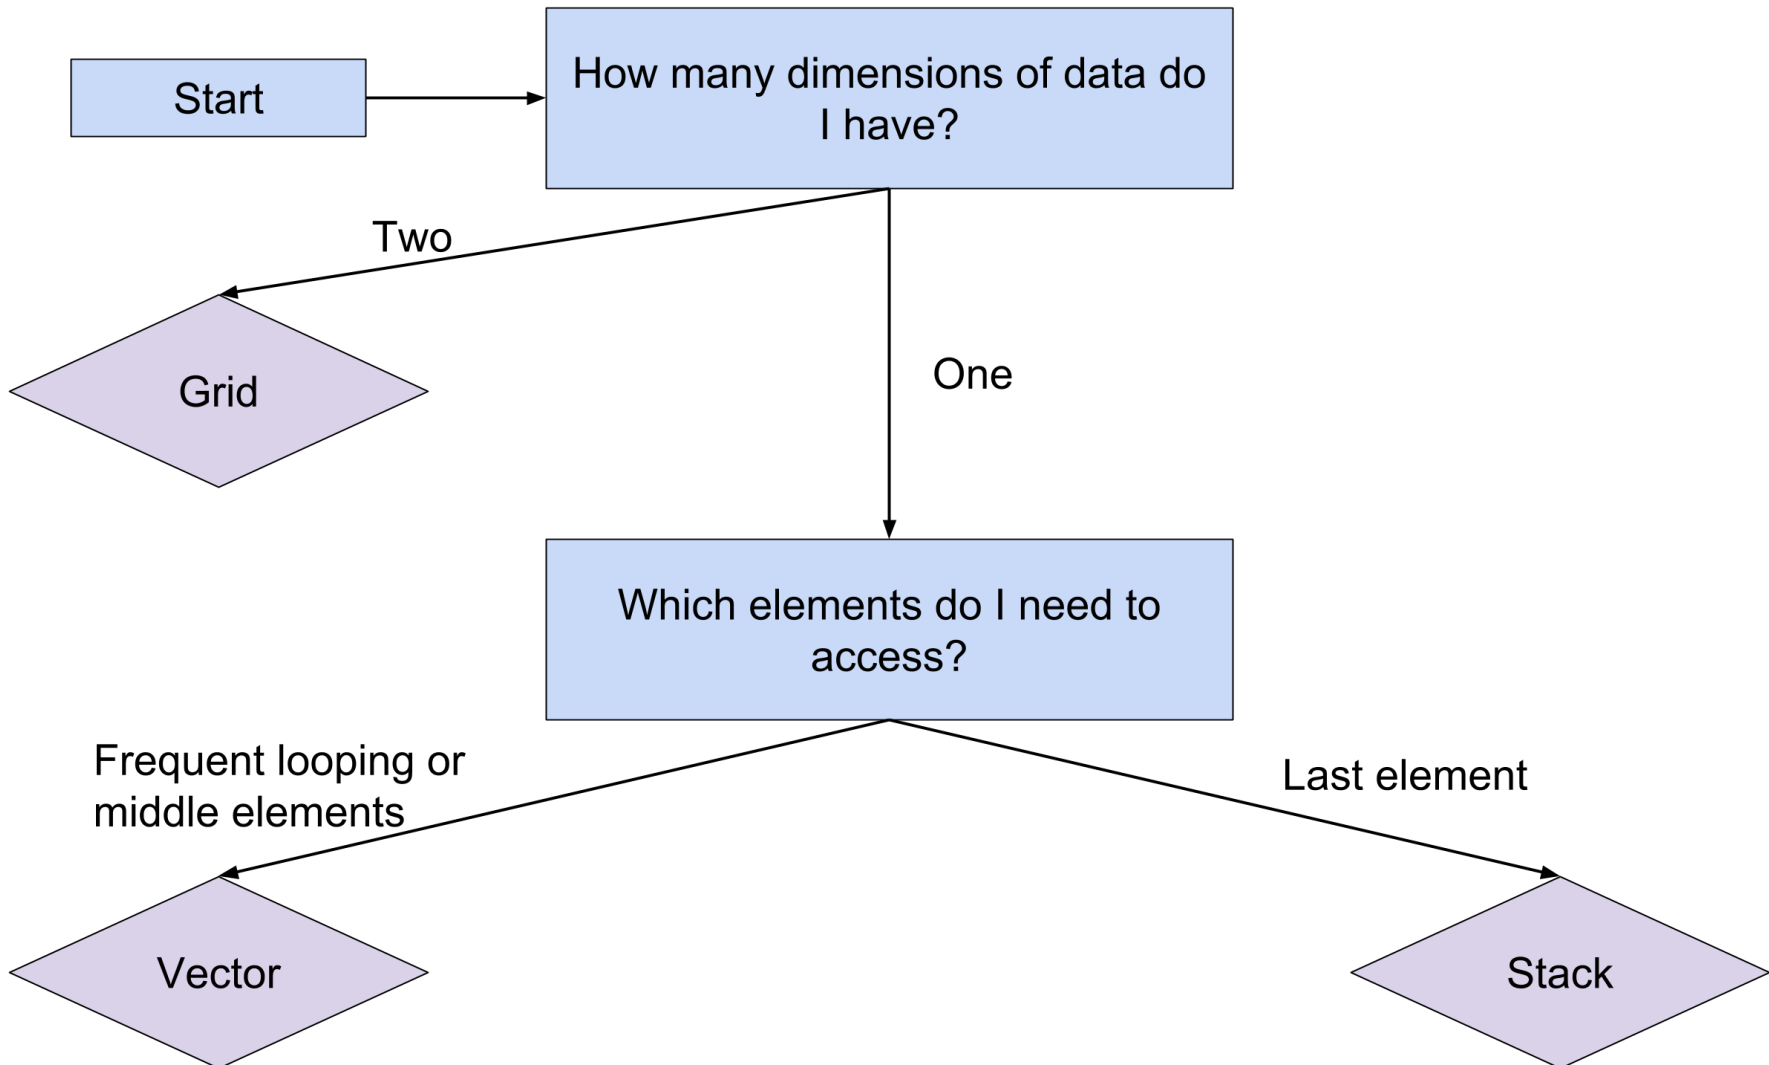 Start
How many dimensions of data do
I have?
Two
Grid
One
Which elements do I need to
access?
Frequent looping or
middle elements
Last element
Vector
Stack